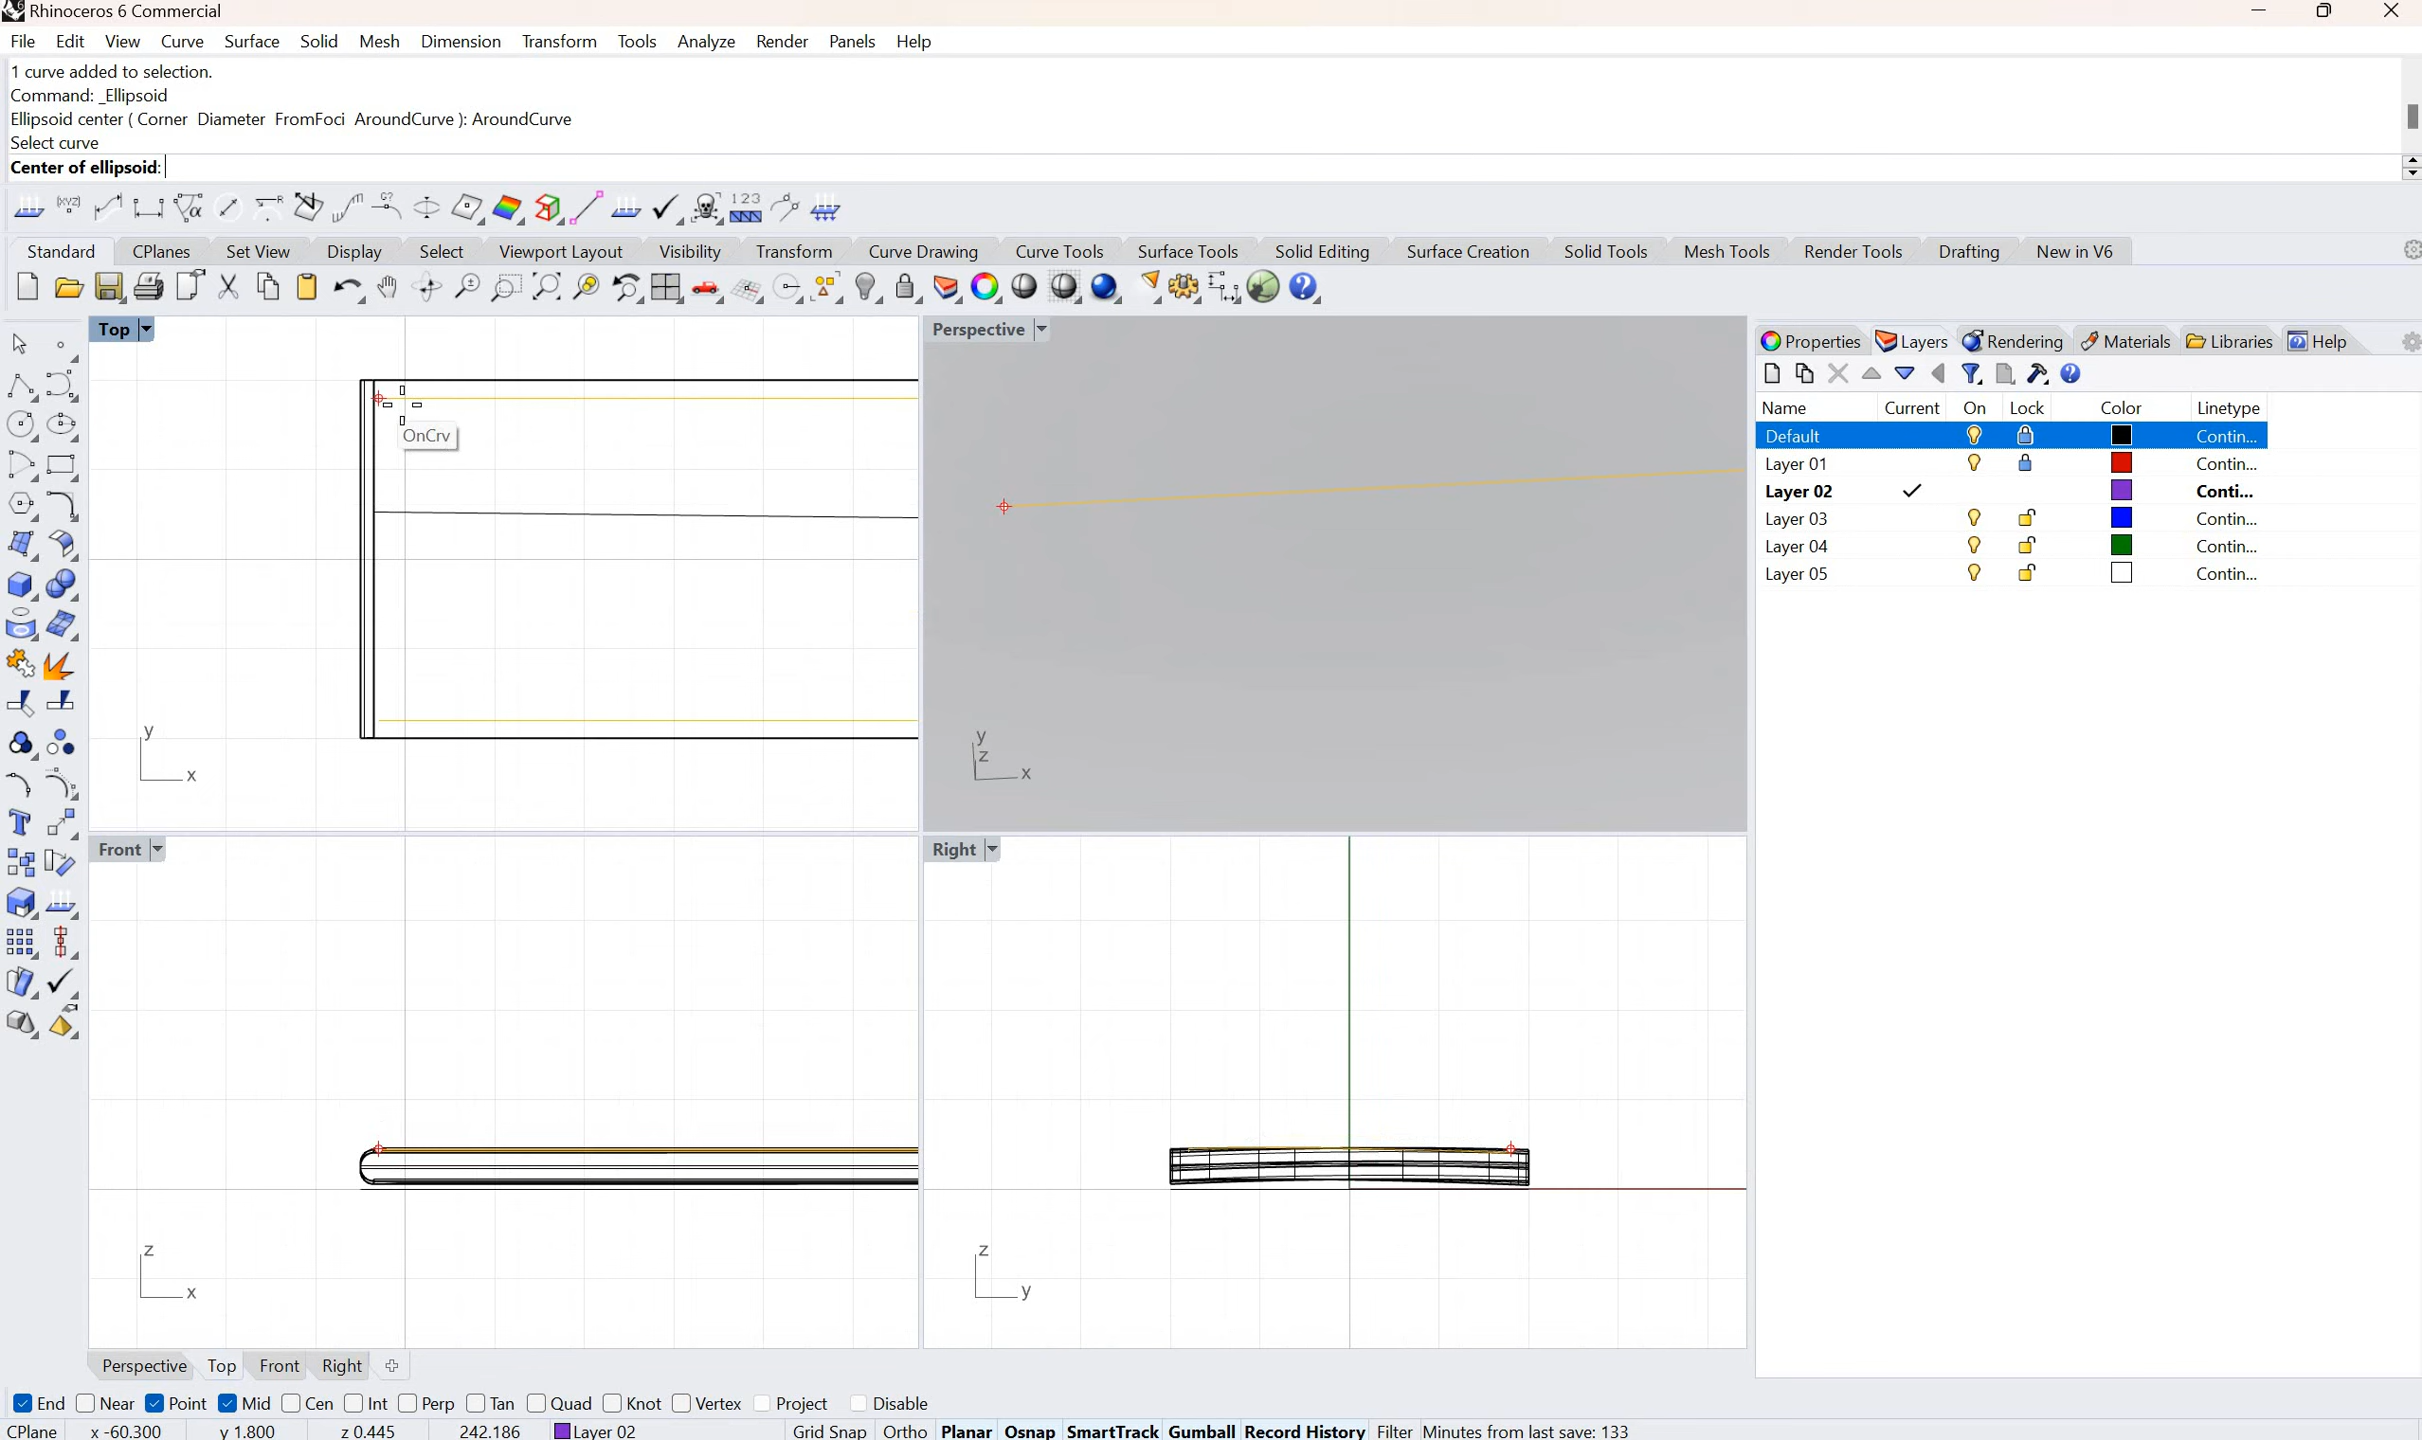 Rhinoceros 6 Commercial
File Edit View Curve Surface Solid Mesh Dimension Transform Tools Analyze Render Panels Help
1 curve added to selection.
Command: _Ellipsoid
Ellipsoid center ( Corner Diameter FromFoci AroundCurve ): AroundCurve
Select curve
Center of ellipsoid:
Standard CPlanes Set View Display Select Viewport Layout Visibility Transform Curve Drawing Curve Tools Surface Tools Solid Editing Surface Creation Solid Tools Mesh Tools Render Tools Drafting New in V6
Top
Perspective
Properties Layers Rendering Materials Libraries Help
Name Current On Lock Color Linetype
Default Contin...
Layer 01 Contin...
Layer 02 Conti...
Layer 03 Contin...
Layer 04 Contin...
Layer 05 Contin...
OnCrv
y
x
y
z
x
Front
Right
z
x
z
y
Perspective Top Front Right
End Near Point Mid Cen Int Perp Tan Quad Knot Vertex Project Disable
CPlane x -60.300 y 1.800 z 0.445 242.186 Layer 02 Grid Snap Ortho Planar Osnap SmartTrack Gumball Record History Filter Minutes from last save: 133